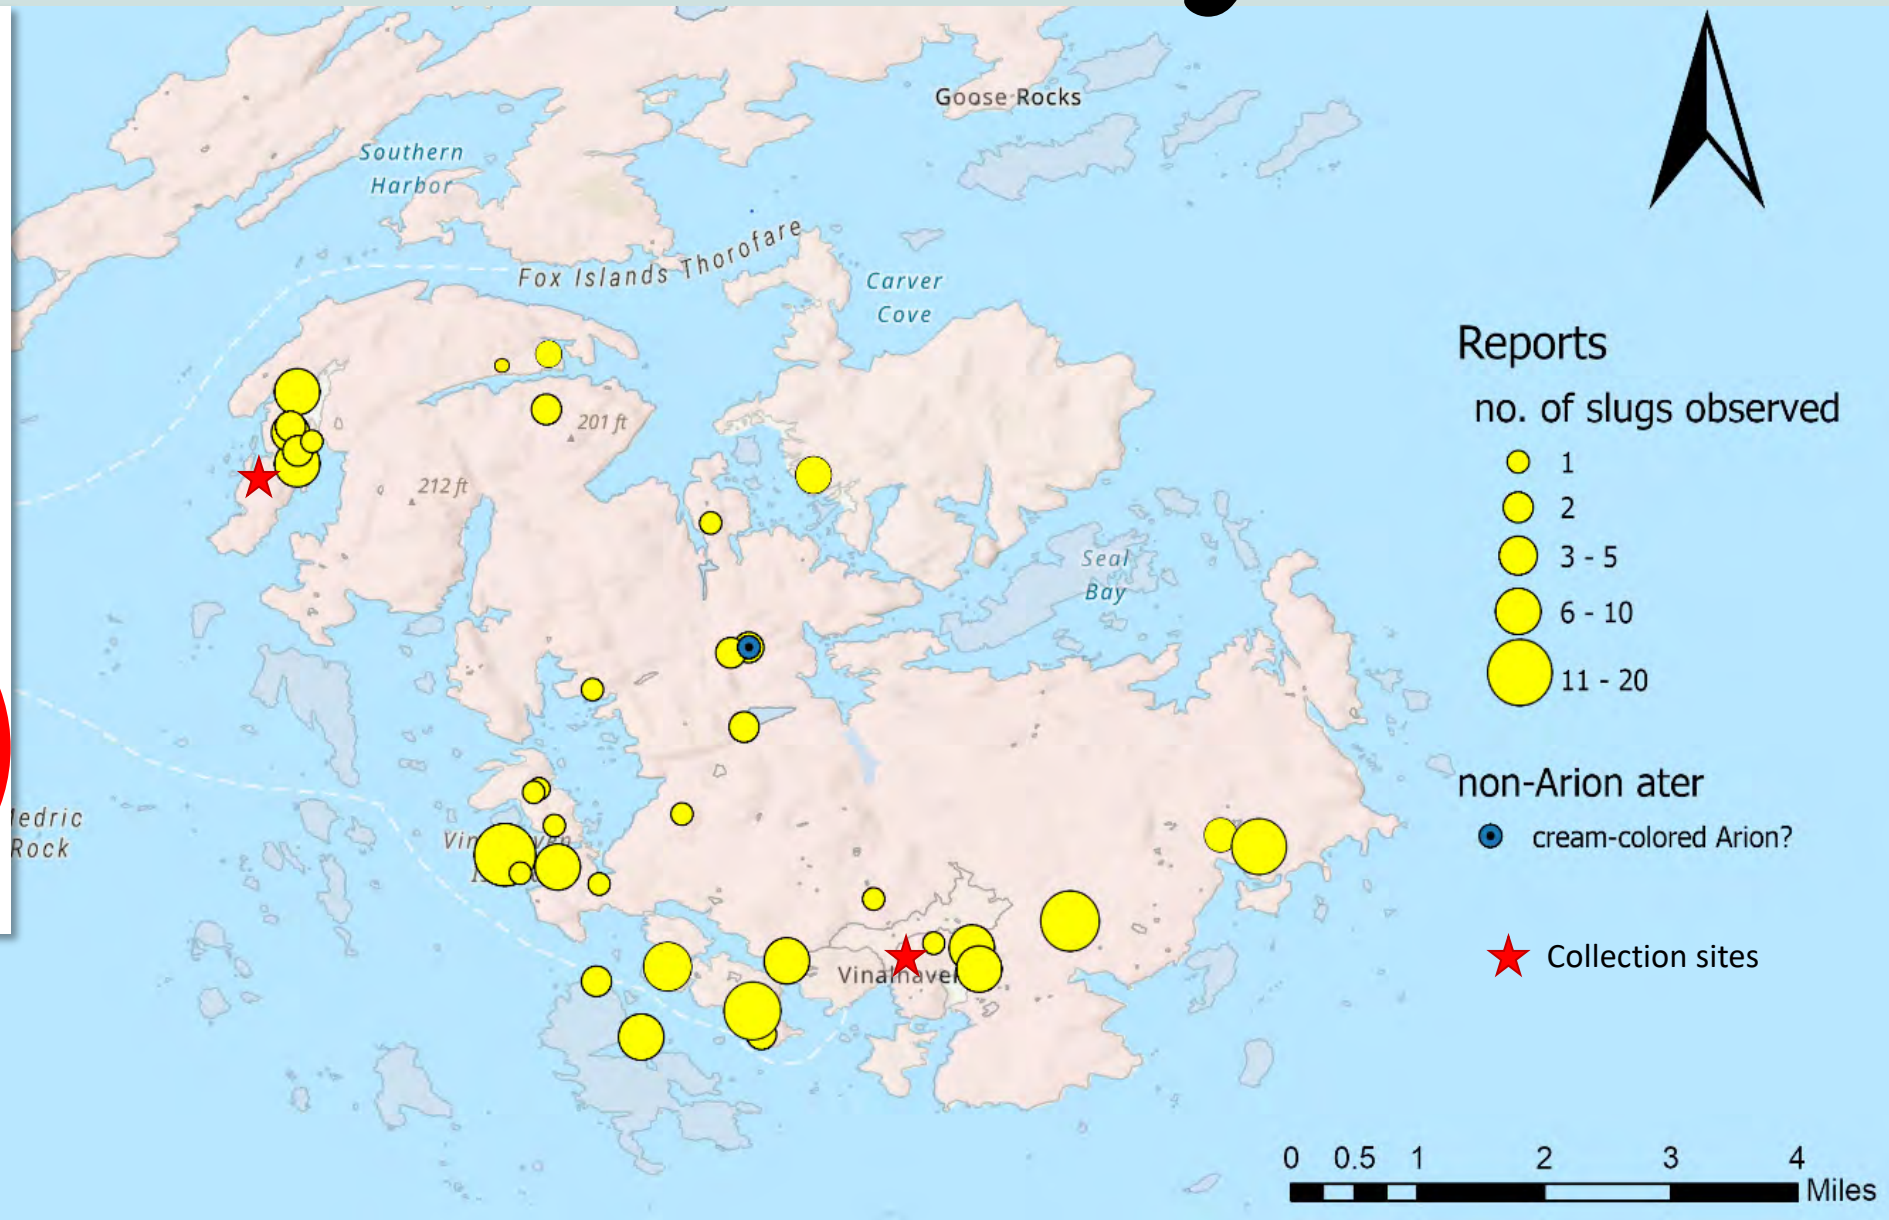 Goose Rocks
Southern
Harbor
Fox Islands Thorofare
Carver
Cove
201 ft
212 ft
Seal
Bay
Rock
Vinalhaven
Reports
no. of slugs observed
1
2
3 - 5
6 - 10
11 - 20
non-Arion ater
cream-colored Arion?
Collection sites
0 0.5 1 2 3 4
Miles